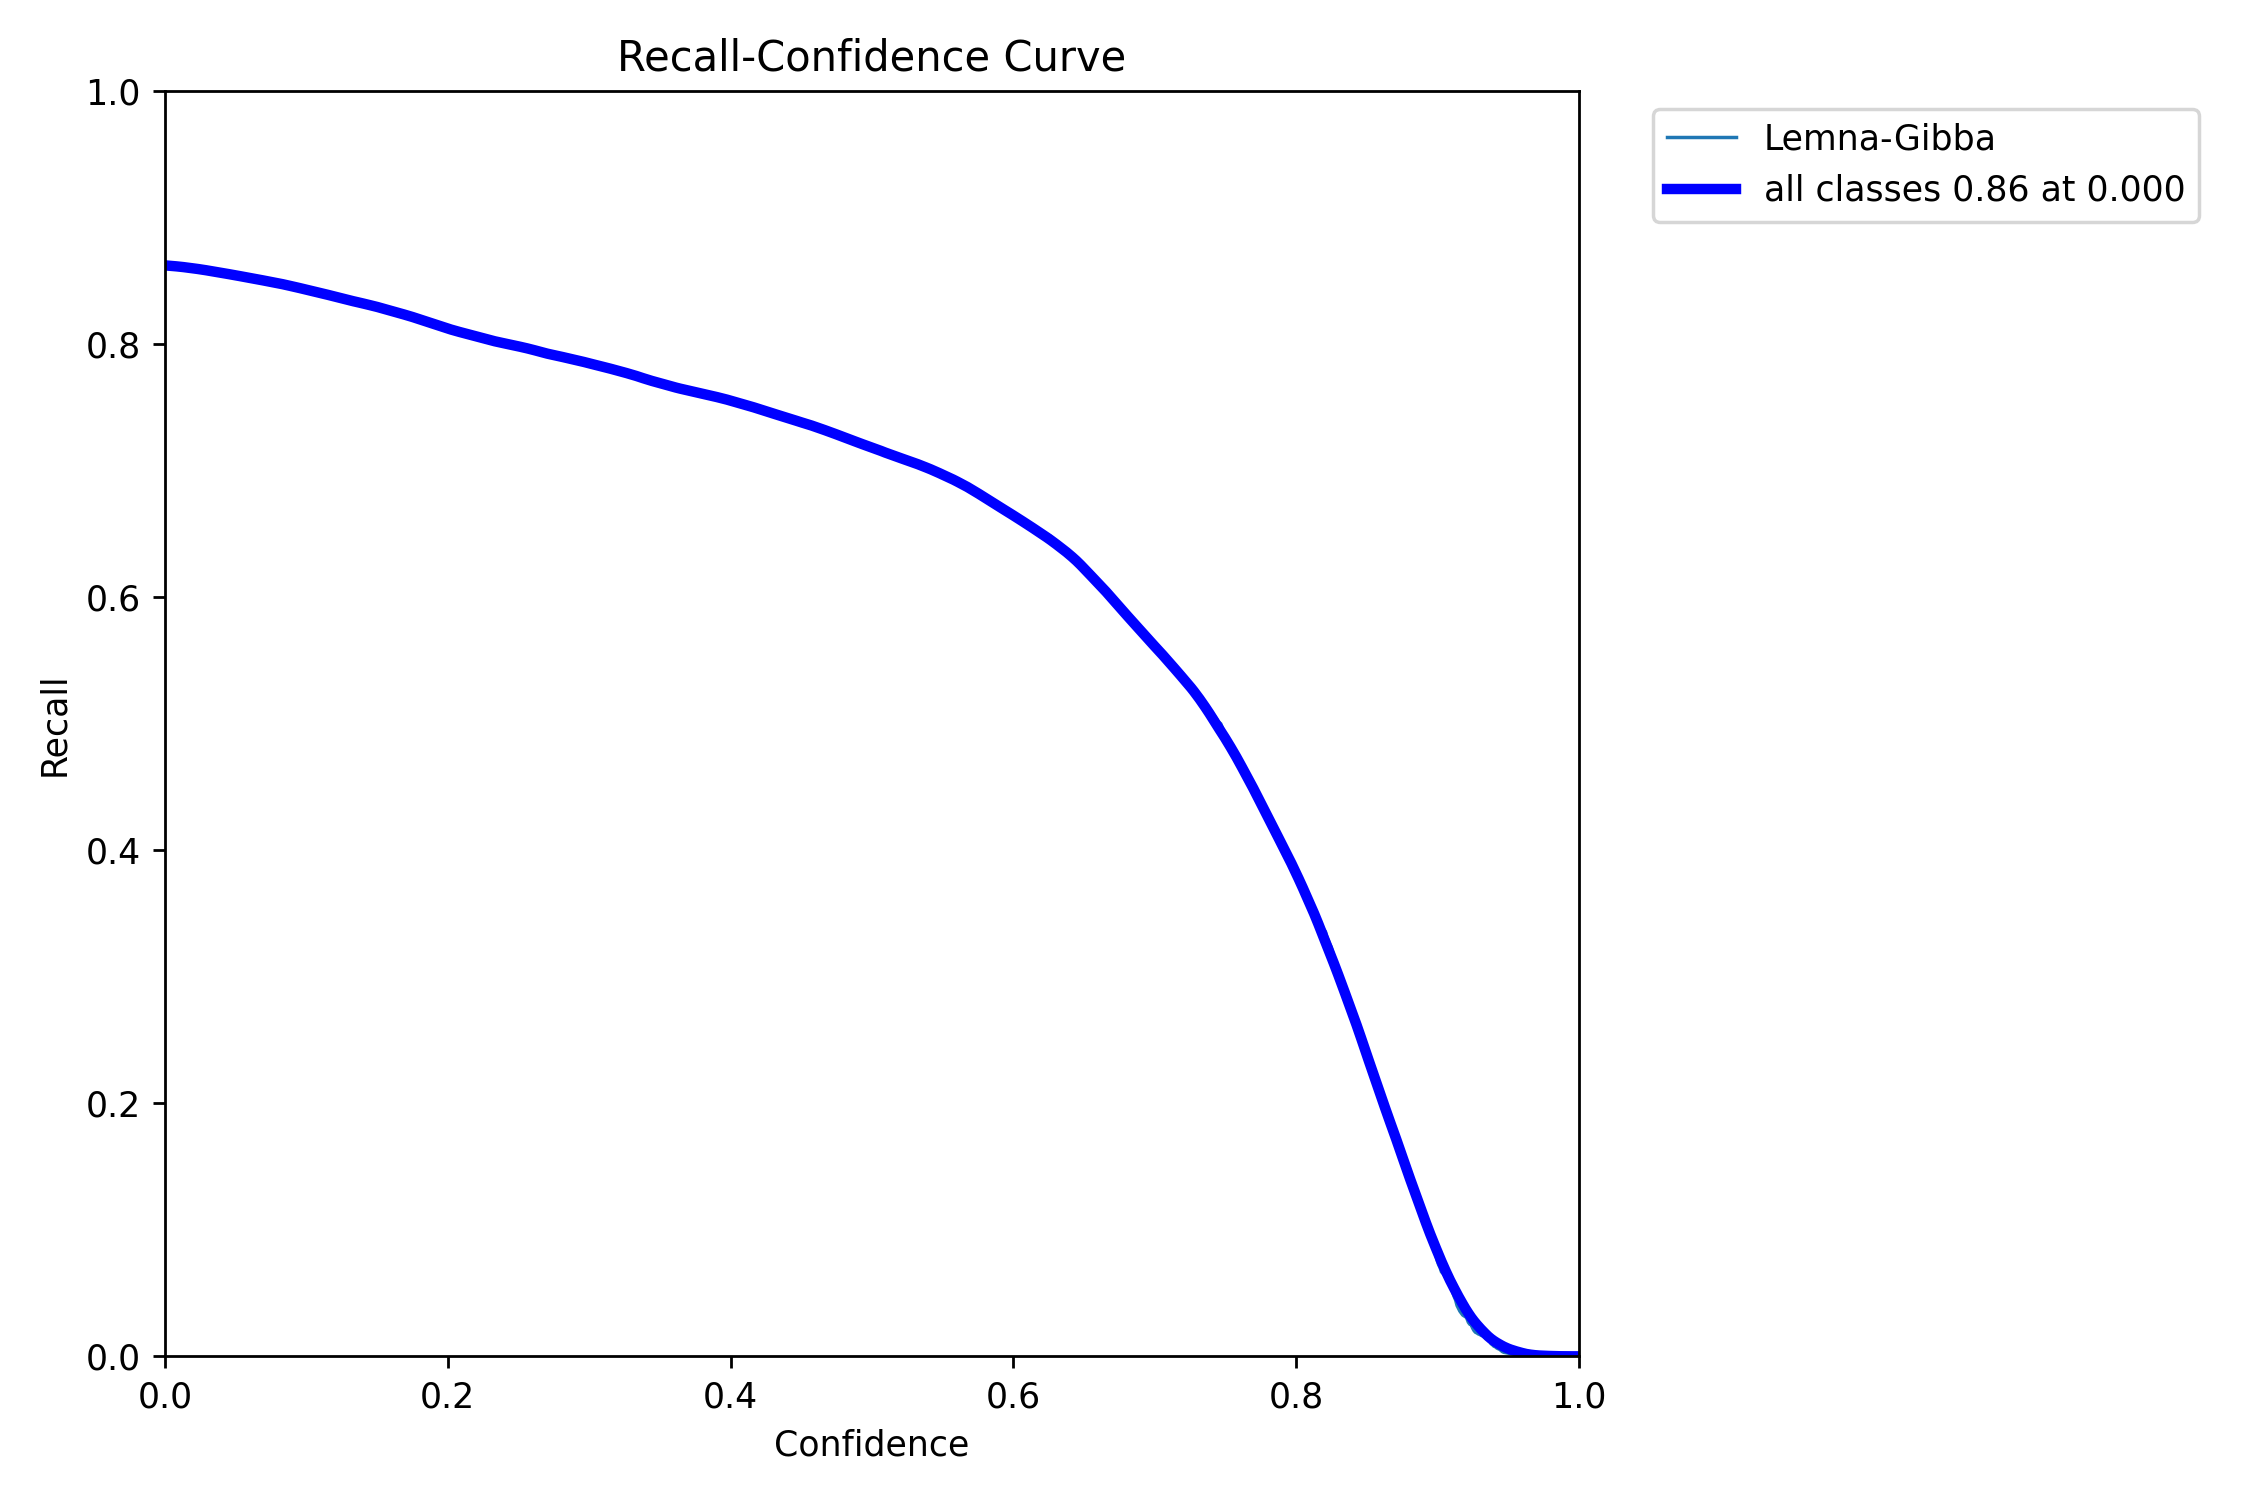 Recall-Confidence Curve
1.0
0.8
0.6
0.4
0.2
0.0
Recall
0.0 0.2 0.4 0.6 0.8 1.0
Confidence
Lemna-Gibba
all classes 0.86 at 0.000